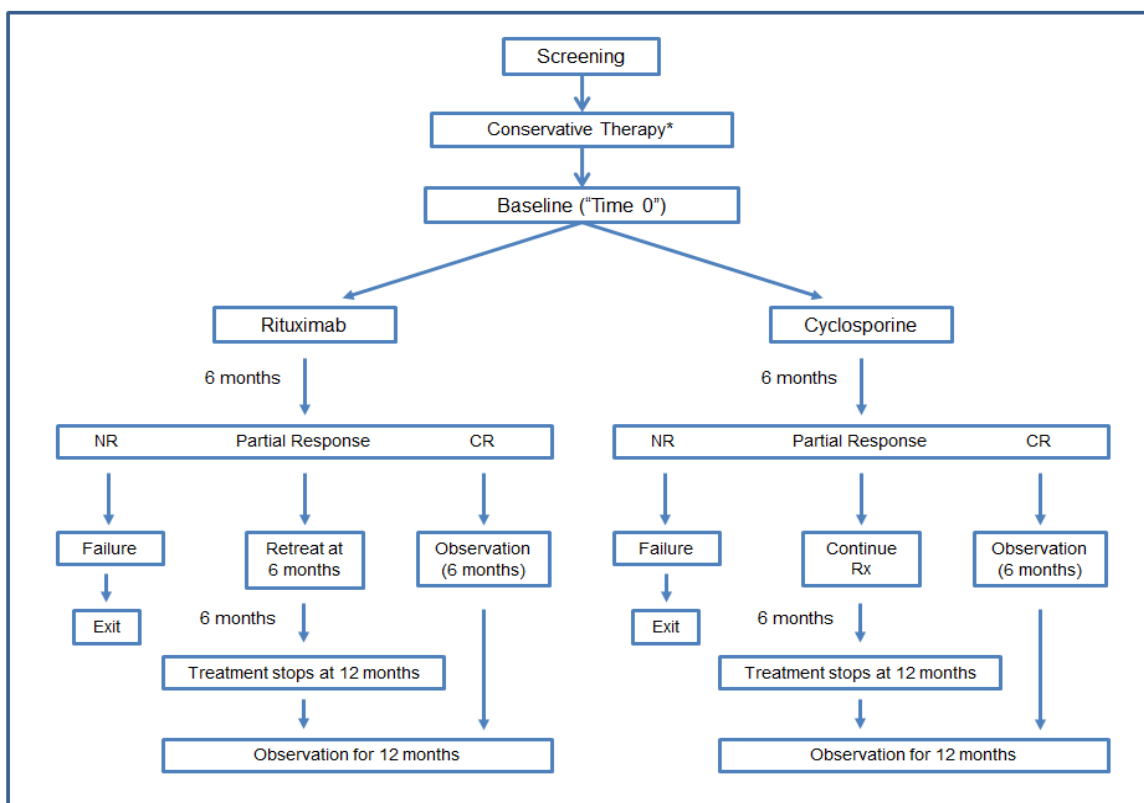 Screening
Conservative Therapy*
Baseline (“Time 0”)
Rituximab
Cyclosporine
6 months
6 months
NR Partial Response CR
NR Partial Response CR
Failure
Retreat at
6 months
Observation
(6 months)
Failure
Continue
Rx
Observation
(6 months)
Exit
6 months
Exit
6 months
Treatment stops at 12 months
Treatment stops at 12 months
Observation for 12 months
Observation for 12 months